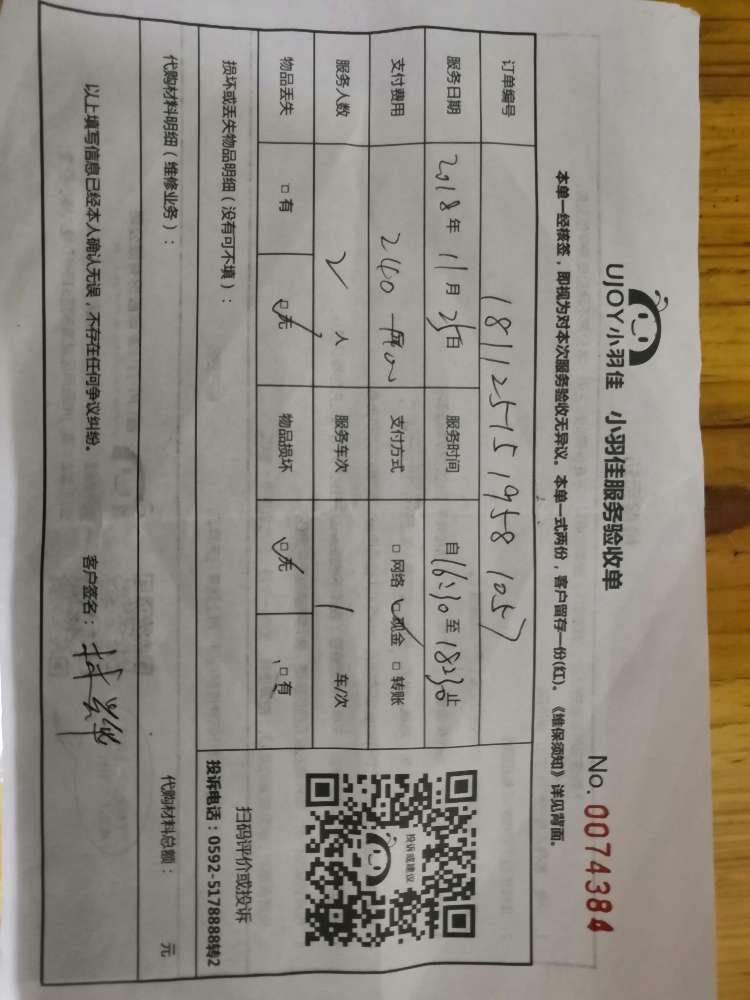 UJOY小羽佳 小羽佳服务验收单
No. 0074384
本单一经核签，即视为对本次服务验收无异议。本单一式两份，客户留存一份(红)。《维保须知》详见背面。
订单编号 181125151958 1057
服务日期 2018年 11月 25日 服务时间 自16:30至18:30止
支付费用 240 元 支付方式 □网络 ☑现金 □转账
服务人数 2 人 服务车次 1 车/次
物品丢失 □有 ☑无 物品损坏 ☑无 □有
损坏或丢失物品明细（没有可不填）：
投诉或建议
扫码评价或投诉
投诉电话：0592-5178888转2
代购材料明细（维修业务）： 代购材料总额： 元
以上填写信息已经本人确认无误，不存在任何争议纠纷。 客户签名：